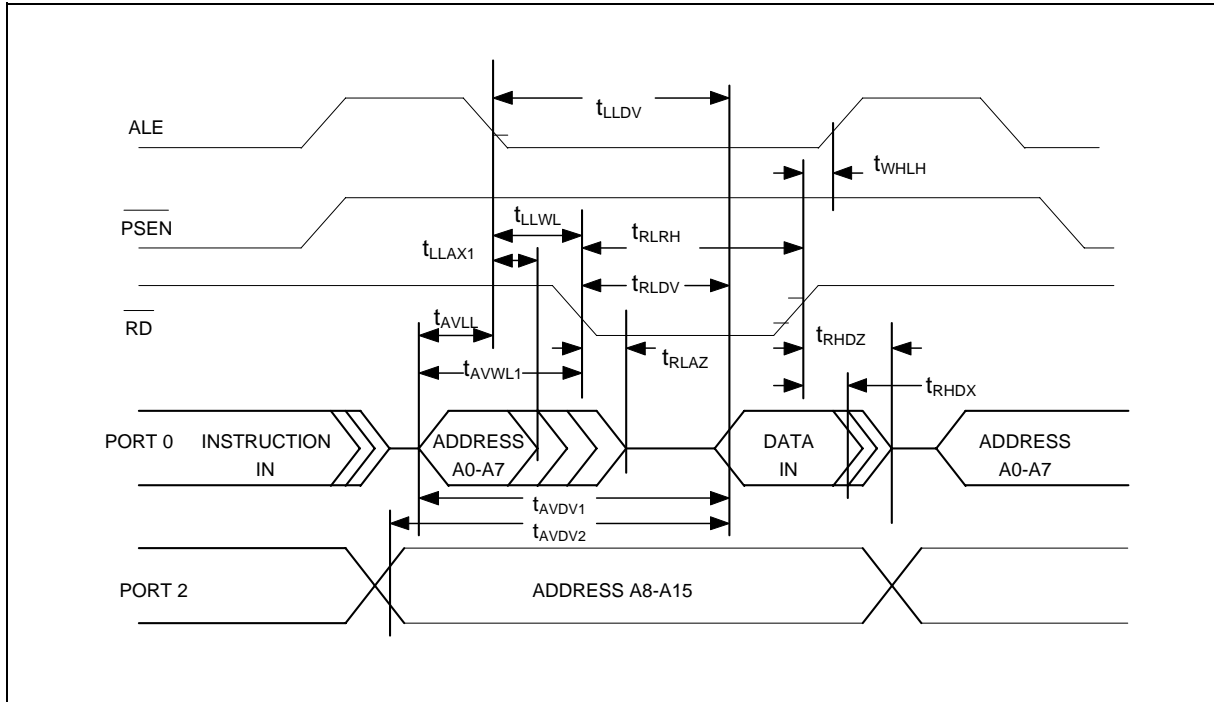 tLLDV
ALE
tWHLH
tLLWL
PSEN
tRLRH
tLLAX1
tRLDV
RD
tAVLL
tRHDZ
tRLAZ
tAVWL1
tRHDX
PORT 0
INSTRUCTION
IN
ADDRESS
A0-A7
DATA
IN
ADDRESS
A0-A7
tAVDV1
tAVDV2
PORT 2
ADDRESS A8-A15